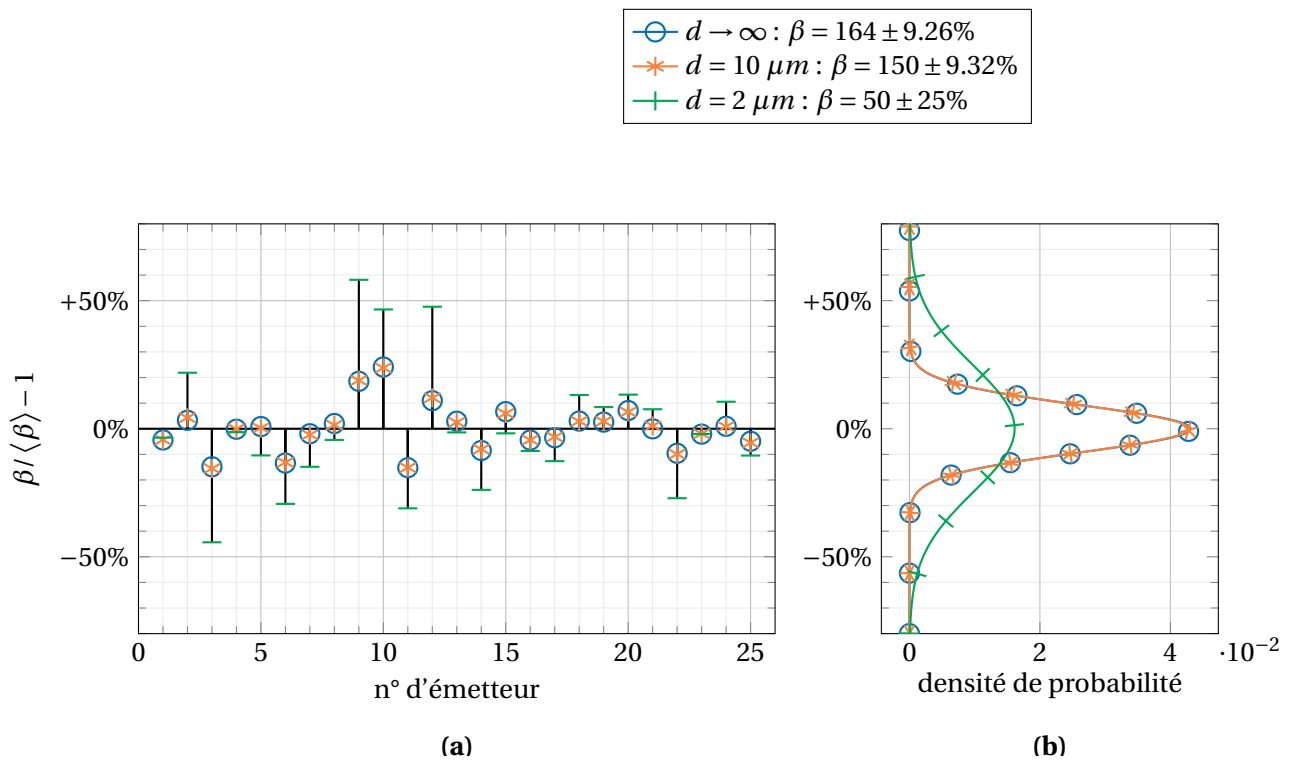 d → ∞ : β = 164 ± 9.26%
d = 10 μm : β = 150 ± 9.32%
d = 2 μm : β = 50 ± 25%
β / ⟨β⟩ − 1
+50%
0%
−50%
0 5 10 15 20 25
n° d'émetteur
(a)
+50%
0%
−50%
0 2 4 ·10⁻²
densité de probabilité
(b)